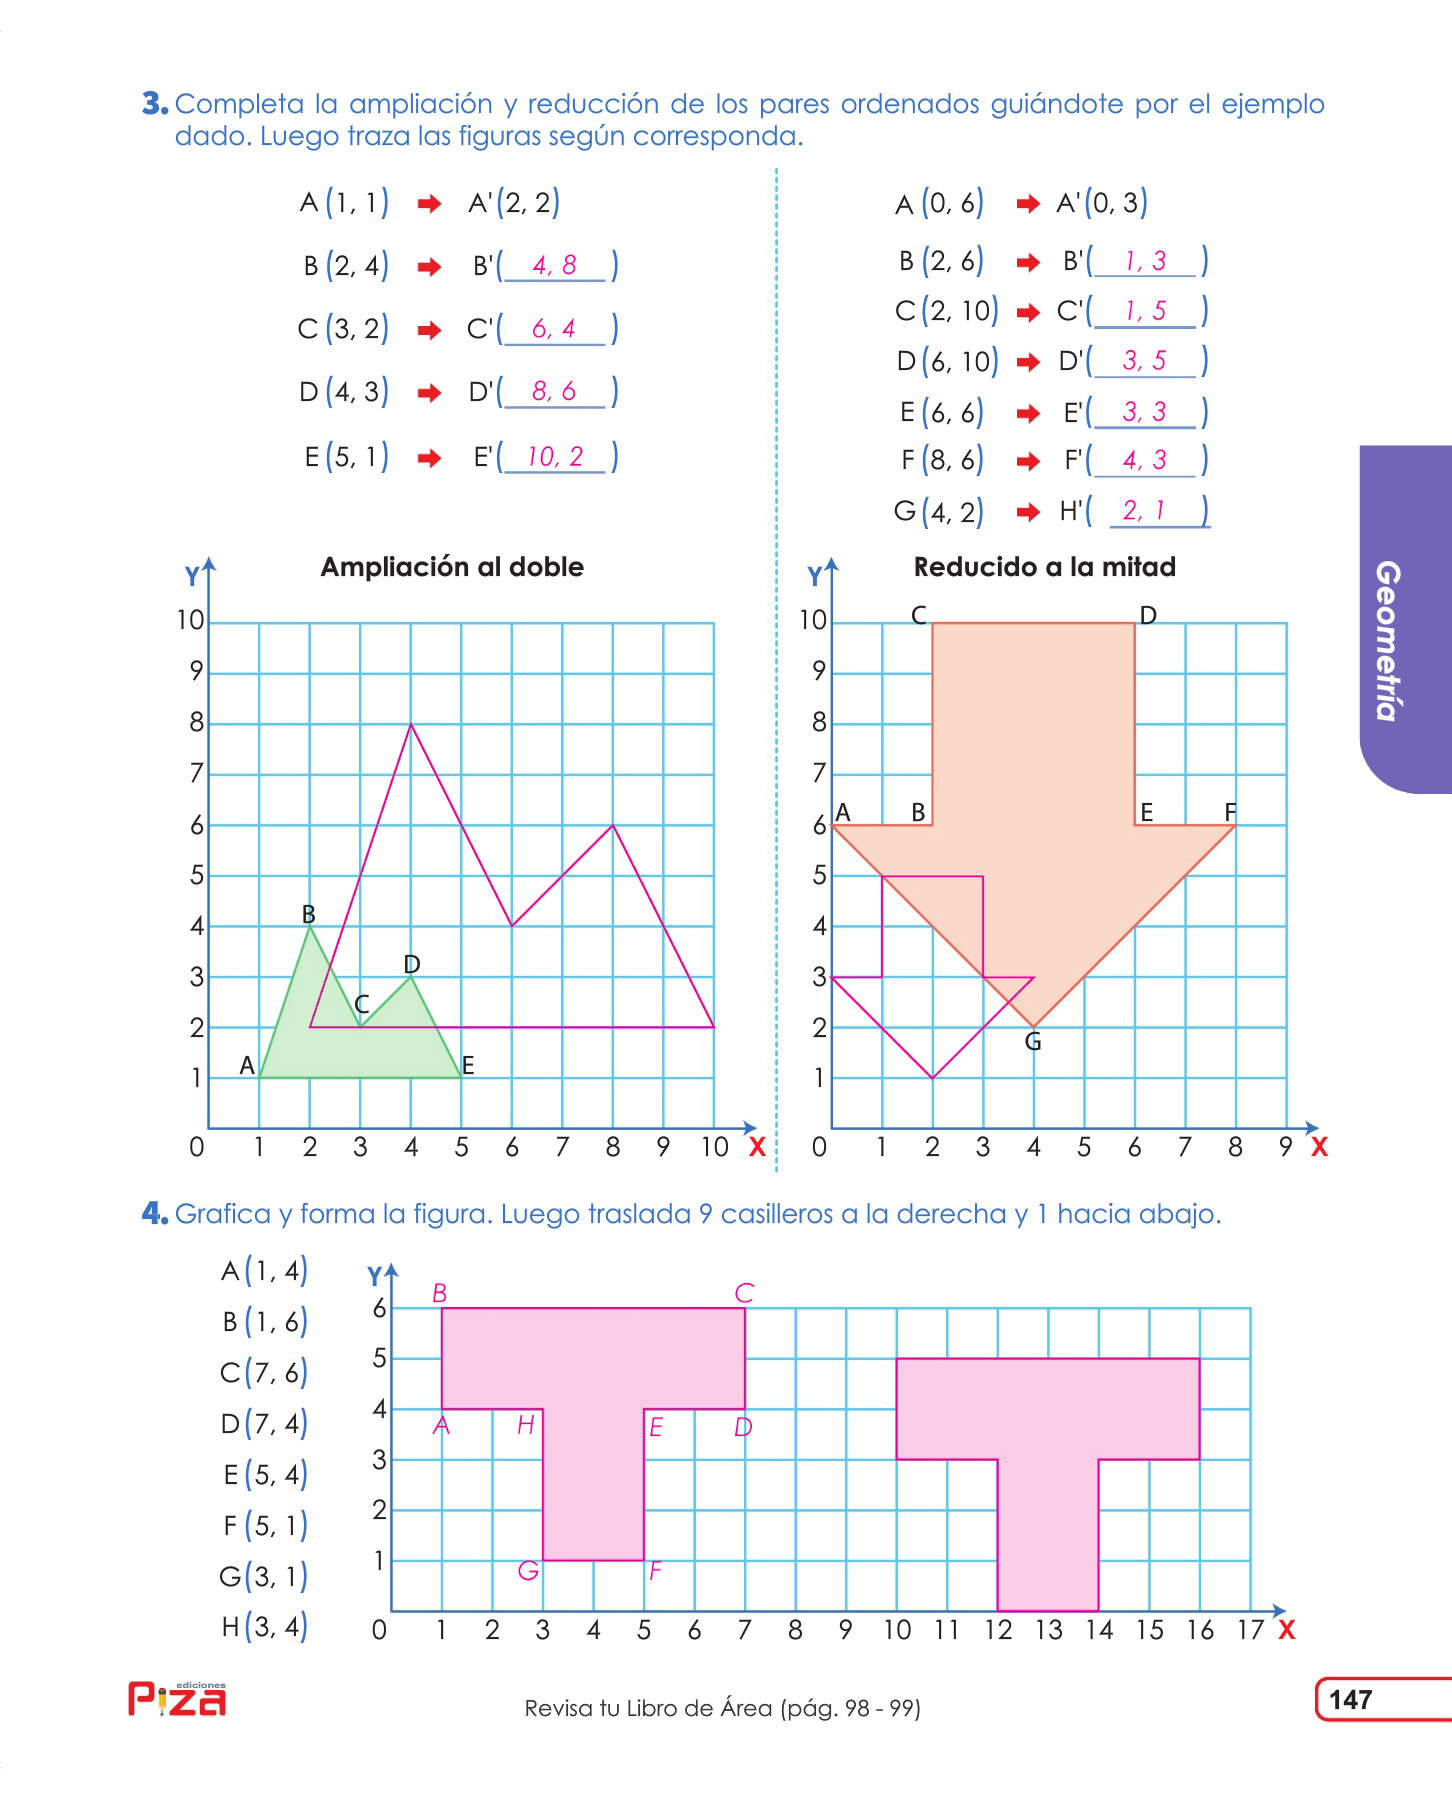 3. Completa la ampliación y reducción de los pares ordenados guiándote por el ejemplo
dado. Luego traza las figuras según corresponda.
A (1, 1) ➡ A'(2, 2)
B (2, 4) ➡ B'( 4, 8 )
C (3, 2) ➡ C'( 6, 4 )
D (4, 3) ➡ D'( 8, 6 )
E (5, 1) ➡ E'( 10, 2 )
A (0, 6) ➡ A'(0, 3)
B (2, 6) ➡ B'( 1, 3 )
C (2, 10) ➡ C'( 1, 5 )
D (6, 10) ➡ D'( 3, 5 )
E (6, 6) ➡ E'( 3, 3 )
F (8, 6) ➡ F'( 4, 3 )
G (4, 2) ➡ H'( 2, 1 )
Ampliación al doble
Y
10
9
8
7
6
5
B
4
D
3
C
2
A E
1
0 1 2 3 4 5 6 7 8 9 10 X
Reducido a la mitad
Y
C D
10
9
8
7
A B E F
6
5
4
3
2
G
1
0 1 2 3 4 5 6 7 8 9 X
Geometría
4. Grafica y forma la figura. Luego traslada 9 casilleros a la derecha y 1 hacia abajo.
A (1, 4)
B (1, 6)
C (7, 6)
D (7, 4)
E (5, 4)
F (5, 1)
G (3, 1)
H (3, 4)
Y
B C
6
5
4
A H E D
3
2
1
G F
0 1 2 3 4 5 6 7 8 9 10 11 12 13 14 15 16 17 X
ediciones
Piza
Revisa tu Libro de Área (pág. 98 - 99)
147